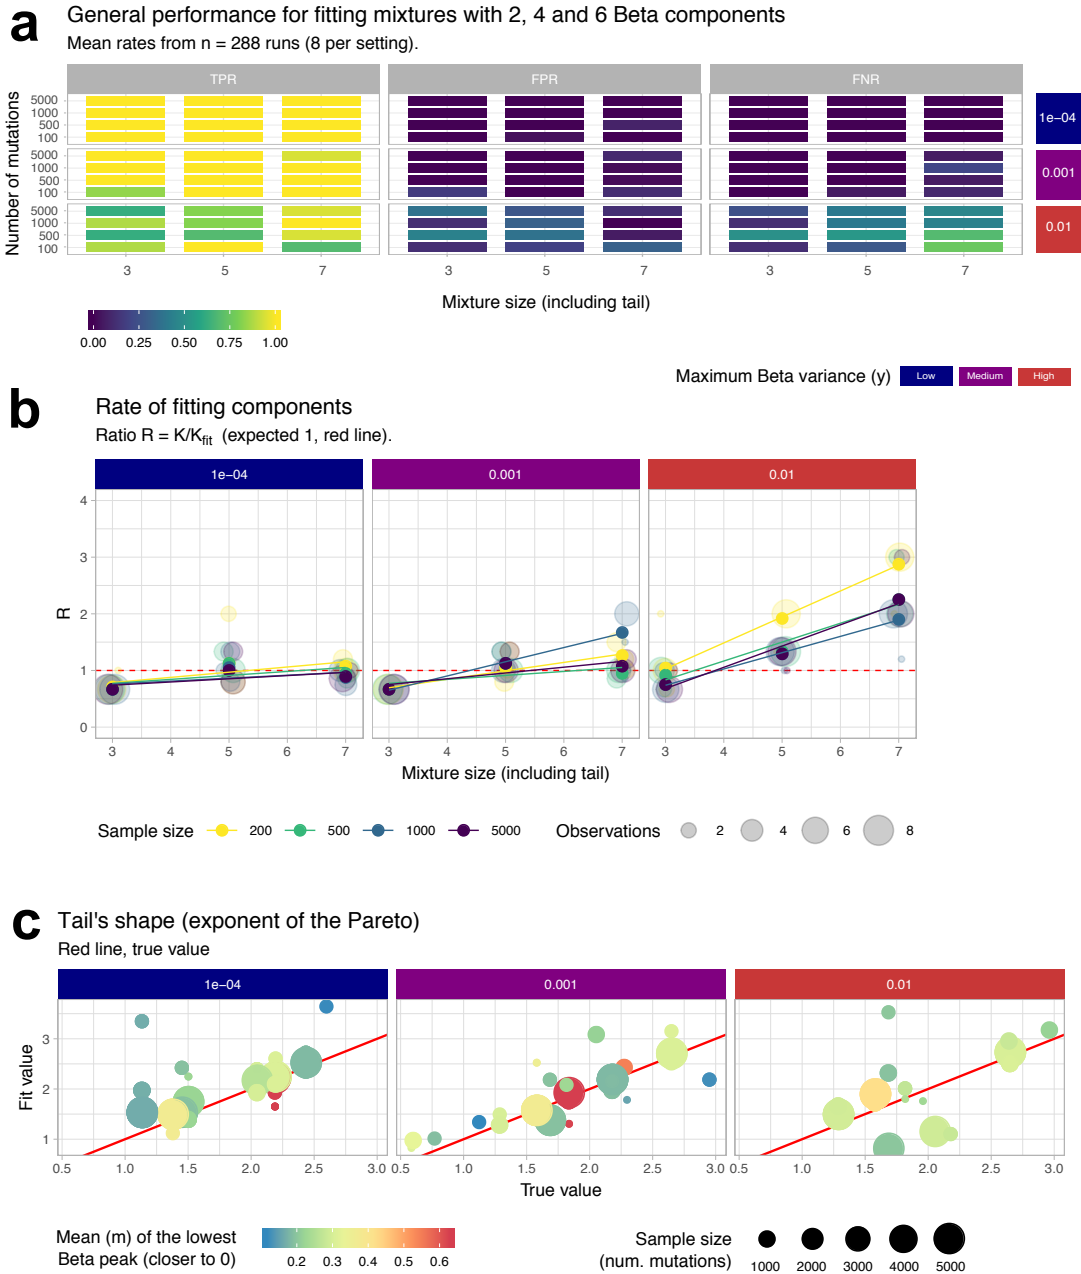 a
General performance for fitting mixtures with 2, 4 and 6 Beta components
Mean rates from n = 288 runs (8 per setting).
TPR FPR FNR
Number of mutations
5000
1000
500
100
1e−04
5000
1000
500
100
0.001
5000
1000
500
100
0.01
3 5 7 3 5 7 3 5 7
Mixture size (including tail)
0.00 0.25 0.50 0.75 1.00
Maximum Beta variance (y) Low Medium High
b
Rate of fitting components
Ratio R = K/Kfit (expected 1, red line).
1e−04 0.001 0.01
R
4
3
2
1
0
3 4 5 6 7 3 4 5 6 7 3 4 5 6 7
Mixture size (including tail)
Sample size 200 500 1000 5000 Observations 2 4 6 8
c
Tail's shape (exponent of the Pareto)
Red line, true value
1e−04 0.001 0.01
Fit value
3
2
1
0.5 1.0 1.5 2.0 2.5 3.0 0.5 1.0 1.5 2.0 2.5 3.0 0.5 1.0 1.5 2.0 2.5 3.0
True value
Mean (m) of the lowest
Beta peak (closer to 0)
0.2 0.3 0.4 0.5 0.6
Sample size
(num. mutations)
1000 2000 3000 4000 5000